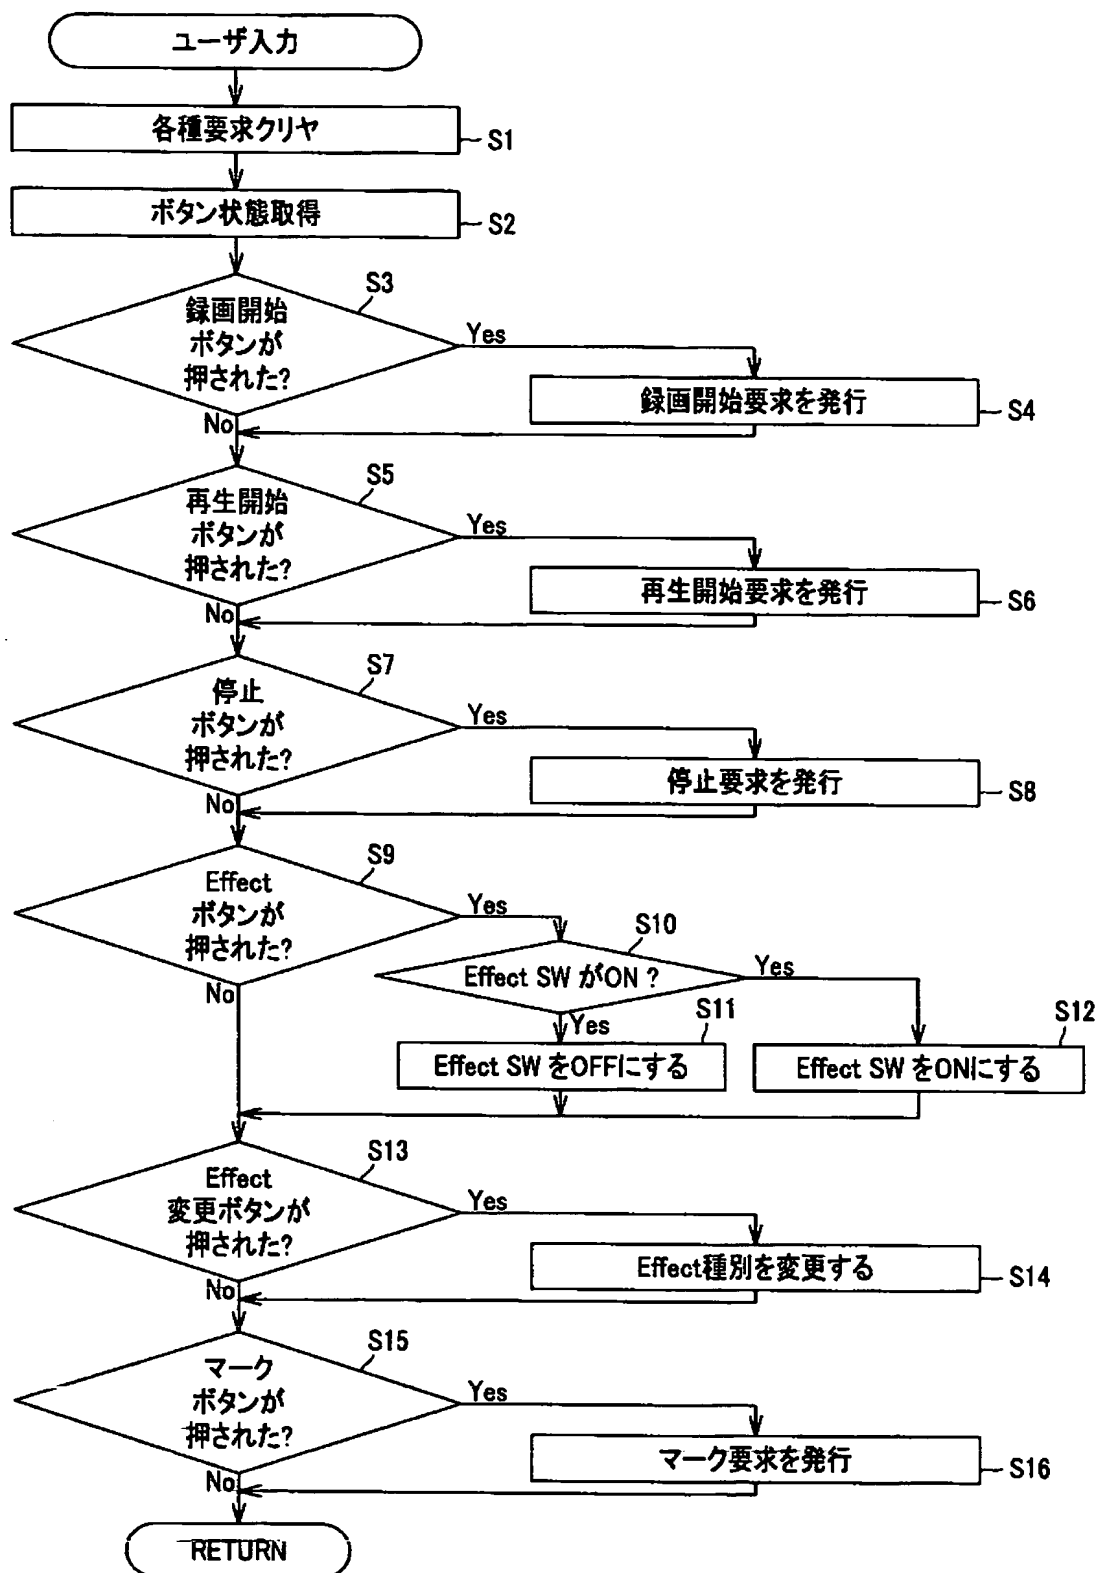 ユーザ入力
各種要求クリヤ
S1
ボタン状態取得
S2
S3
録画開始
ボタンが
押された?
Yes
録画開始要求を発行
S4
No
S5
再生開始
ボタンが
押された?
Yes
再生開始要求を発行
S6
No
S7
停止
ボタンが
押された?
Yes
停止要求を発行
S8
No
S9
Effect
ボタンが
押された?
Yes
S10
Effect SW がON ?
Yes
No
Yes
S11
S12
Effect SW をOFFにする
Effect SW をONにする
S13
Effect
変更ボタンが
押された?
Yes
Effect種別を変更する
S14
No
S15
マーク
ボタンが
押された?
Yes
マーク要求を発行
S16
No
RETURN